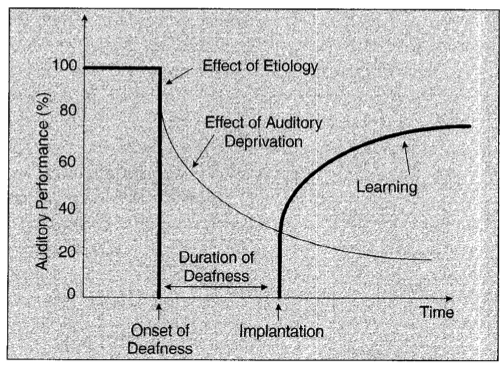 Auditory Performance (%)
100
80
60
40
20
0
Effect of Etiology
Effect of Auditory
Deprivation
Learning
Duration of
Deafness
Time
Onset of
Deafness
Implantation